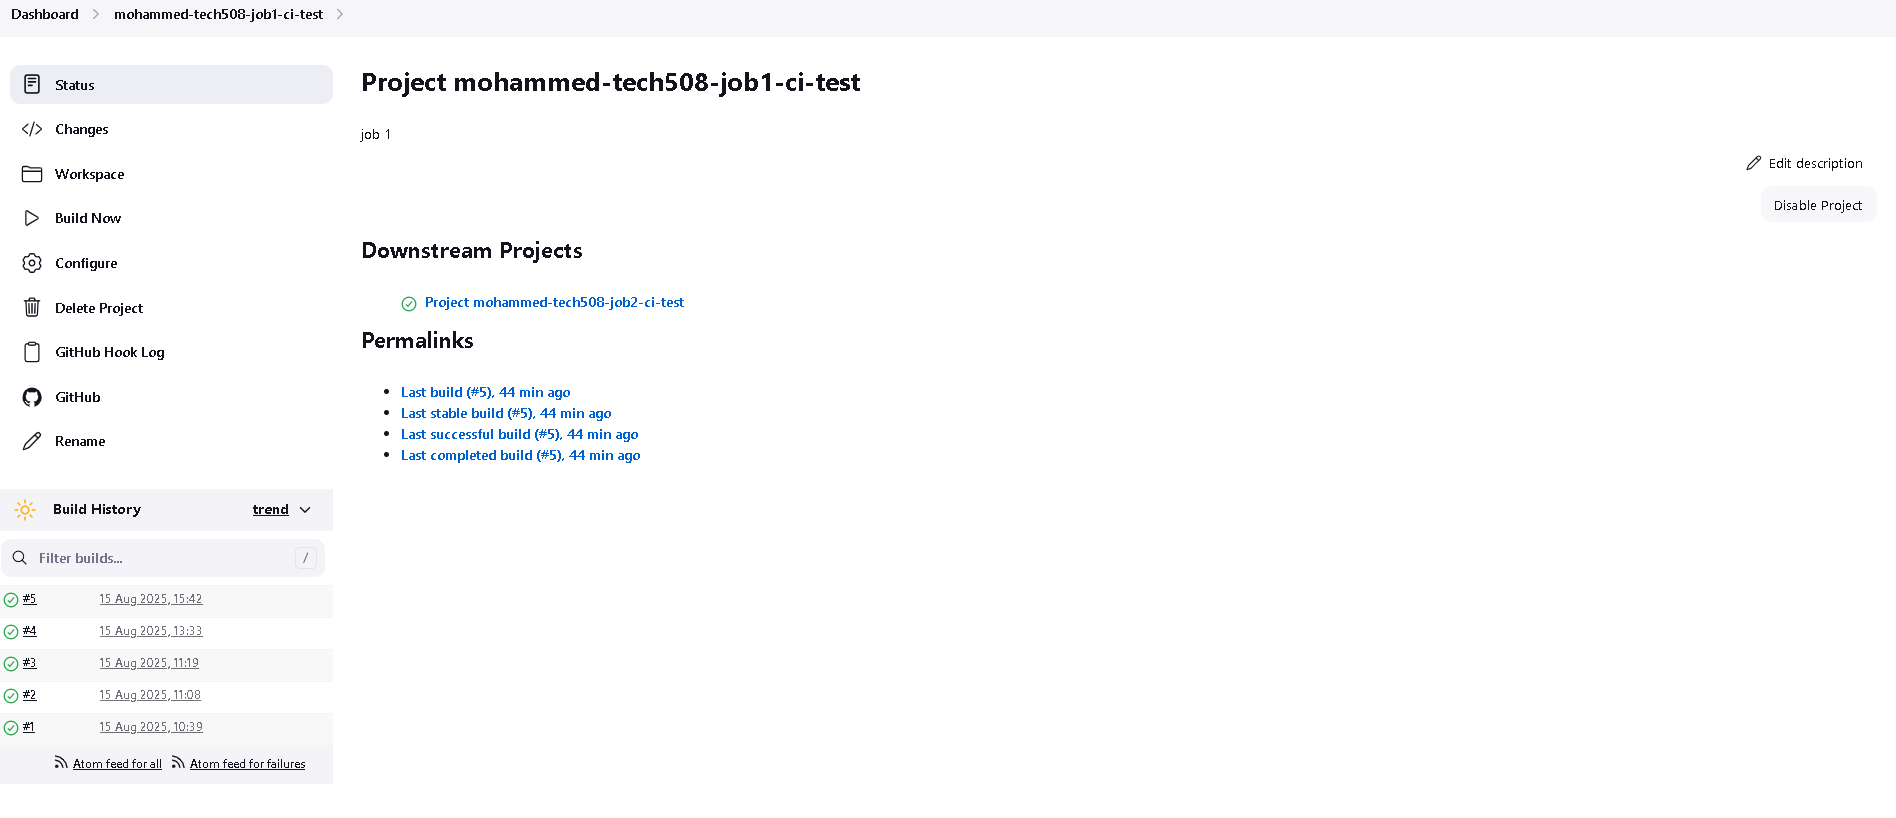 Dashboard
mohammed-tech508-job1-ci-test
Status
Changes
Workspace
Build Now
Configure
Delete Project
GitHub Hook Log
GitHub
Rename
Build History
trend
Filter builds...
/
#5 15 Aug 2025, 15:42
#4 15 Aug 2025, 13:33
#3 15 Aug 2025, 11:19
#2 15 Aug 2025, 11:08
#1 15 Aug 2025, 10:39
Atom feed for all
Atom feed for failures
Project mohammed-tech508-job1-ci-test
job 1
Edit description
Disable Project
Downstream Projects
Project mohammed-tech508-job2-ci-test
Permalinks
Last build (#5), 44 min ago
Last stable build (#5), 44 min ago
Last successful build (#5), 44 min ago
Last completed build (#5), 44 min ago